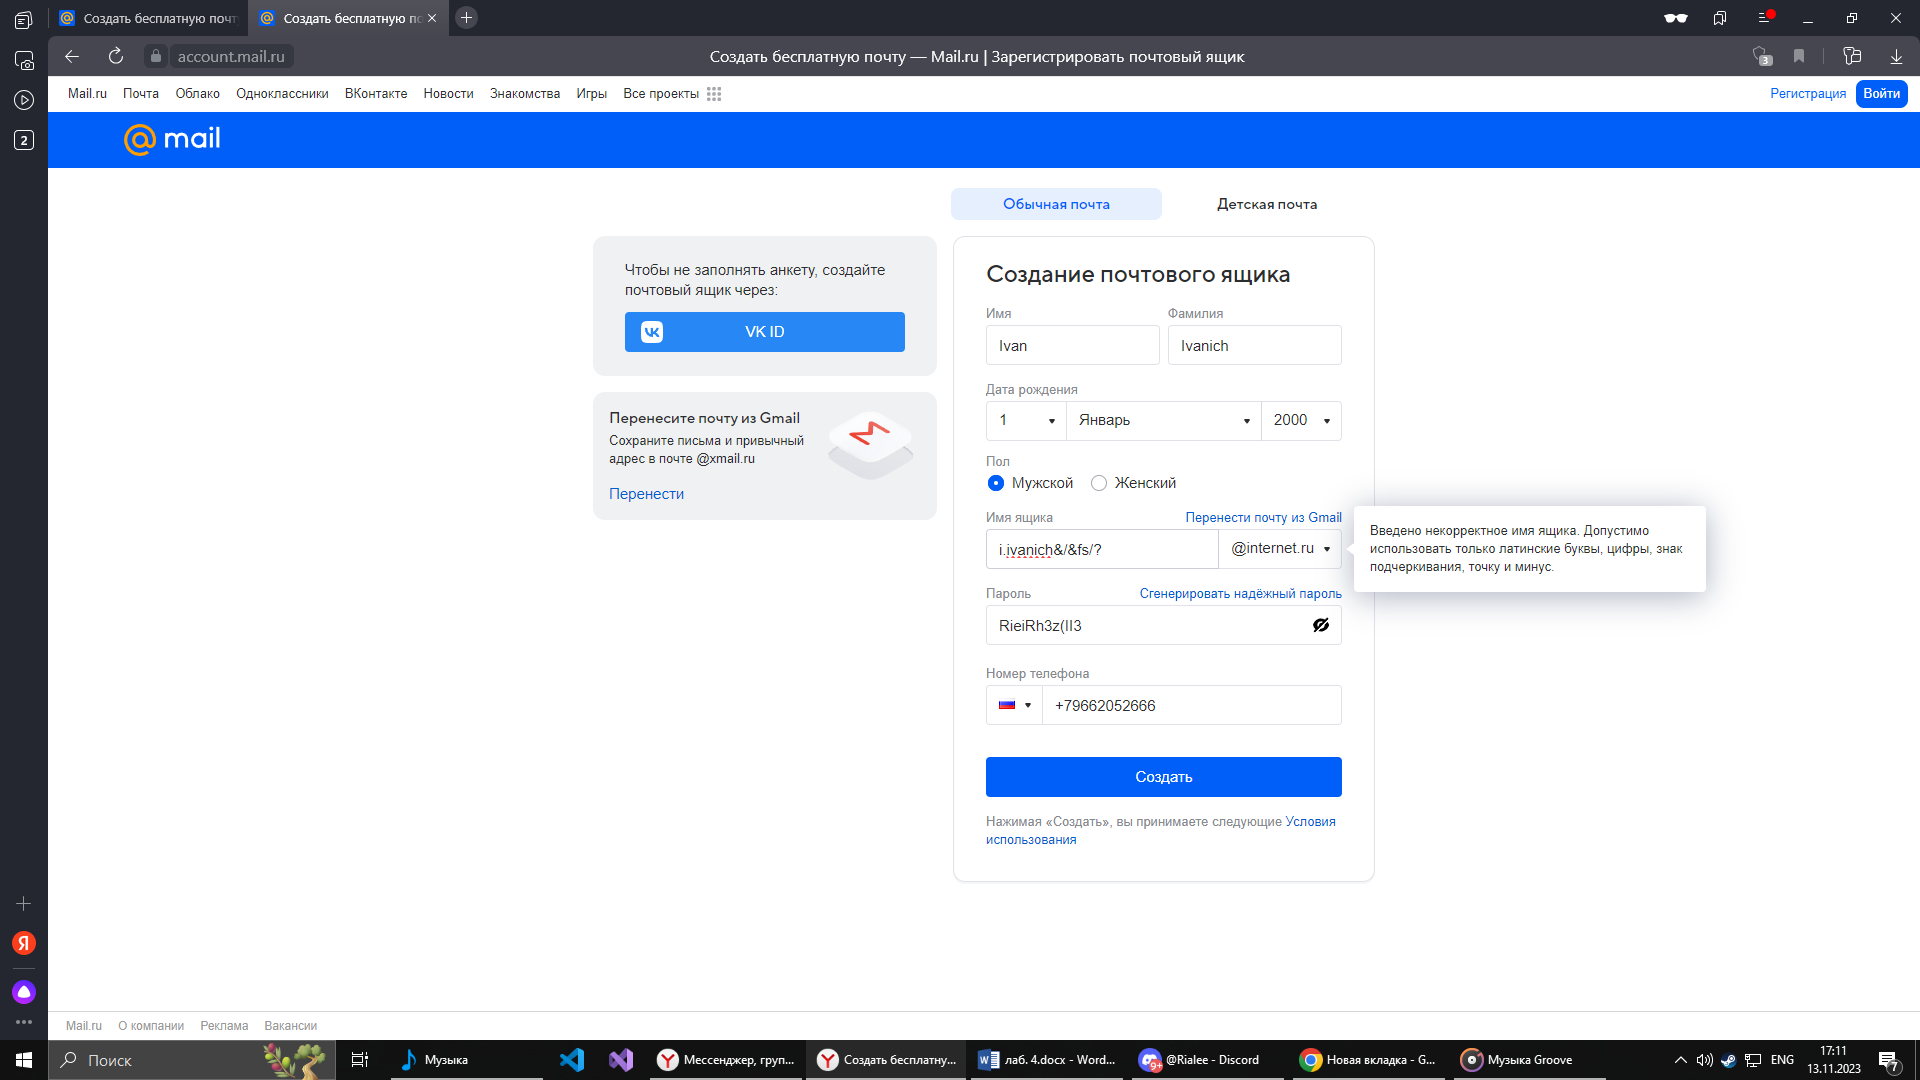 Создать бесплатную почт
Создать бесплатную по
account.mail.ru
Создать бесплатную почту — Mail.ru | Зарегистрировать почтовый ящик
3
2
Mail.ru Почта Облако Одноклассники ВКонтакте Новости Знакомства Игры Все проекты
Регистрация Войти
@mail
Обычная почта Детская почта
Чтобы не заполнять анкету, создайте
почтовый ящик через:
VK ID
Перенесите почту из Gmail
Сохраните письма и привычный
адрес в почте @xmail.ru
Перенести
Создание почтового ящика
Имя Фамилия
Ivan Ivanich
Дата рождения
1 Январь 2000
Пол
Мужской Женский
Имя ящика Перенести почту из Gmail
i.ivanich&/&fs/? @internet.ru
Введено некорректное имя ящика. Допустимо
использовать только латинские буквы, цифры, знак
подчеркивания, точку и минус.
Пароль Сгенерировать надёжный пароль
RieiRh3z(II3
Номер телефона
+79662052666
Создать
Нажимая «Создать», вы принимаете следующие Условия
использования
Я
Mail.ru О компании Реклама Вакансии
Поиск
Музыка
Мессенджер, груп...
Создать бесплатну...
лаб. 4.docx - Word...
9+
@Rialee - Discord
Новая вкладка - G...
Музыка Groove
ENG
17:11
13.11.2023
7